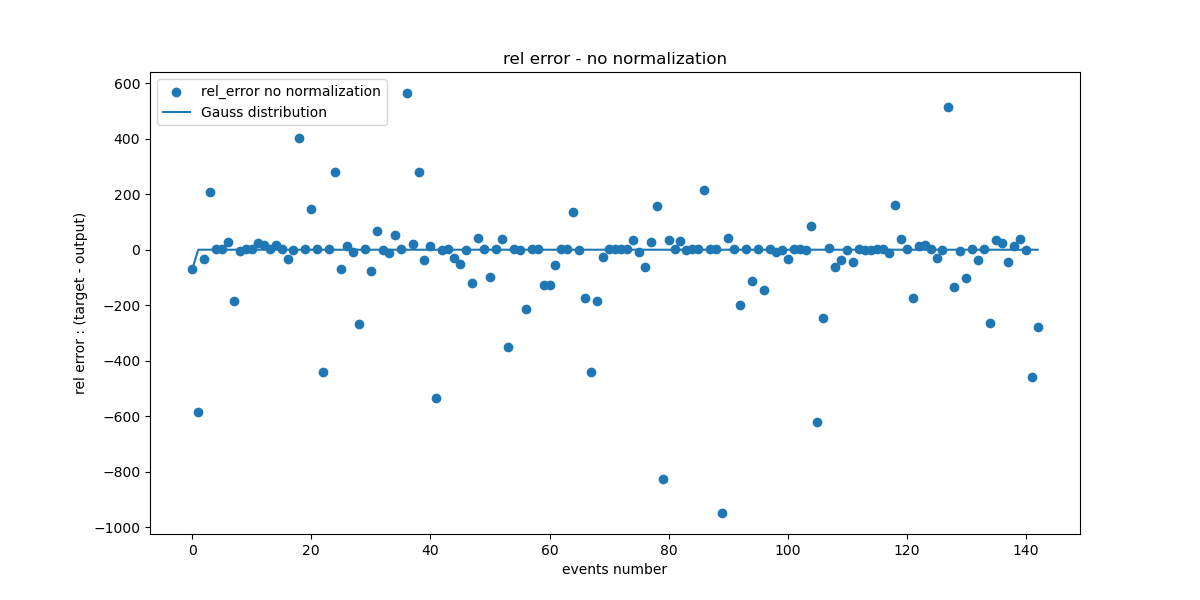 rel error - no normalization
rel_error no normalization
Gauss distribution
600
400
200
0
−200
−400
−600
−800
−1000
rel error : (target - output)
0 20 40 60 80 100 120 140
events number